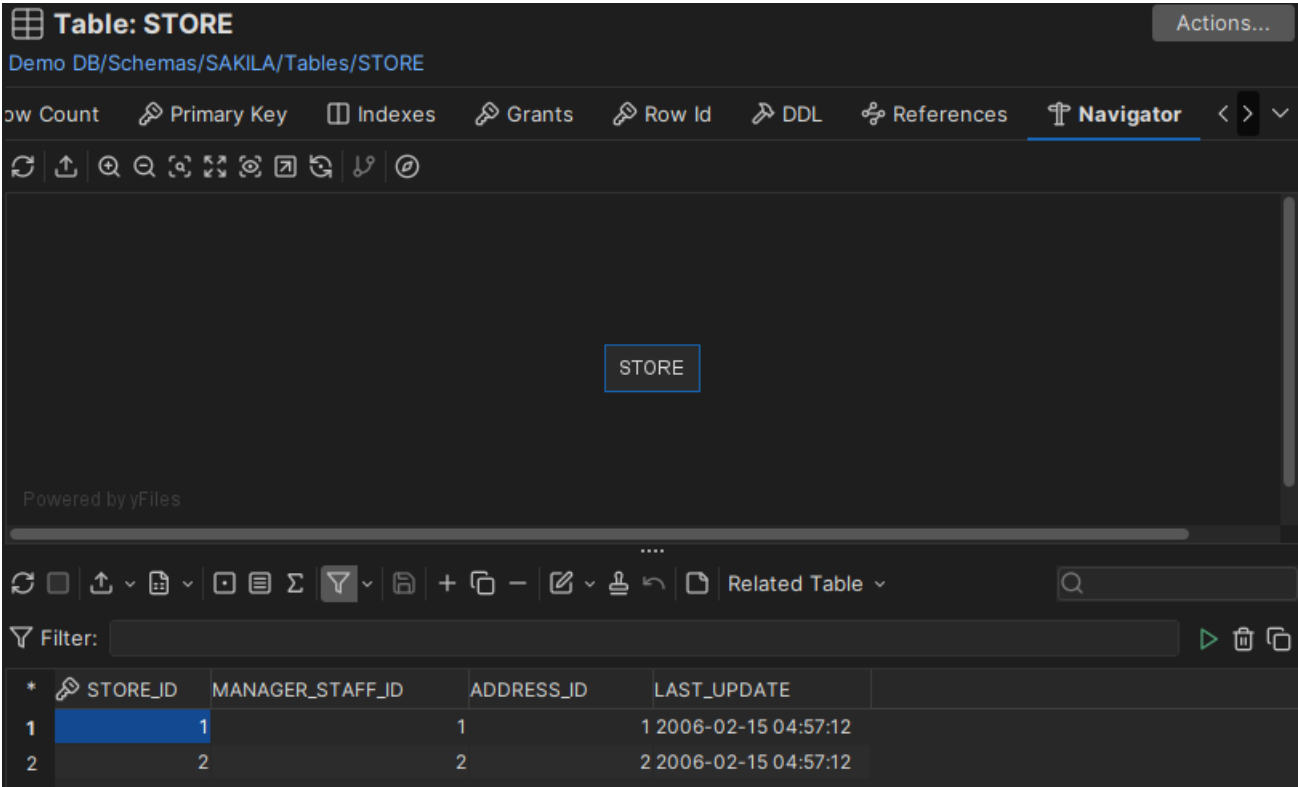 Table: STORE
Actions...
Demo DB/Schemas/SAKILA/Tables/STORE
ow Count Primary Key Indexes Grants Row Id DDL References Navigator
STORE
Powered by yFiles
Related Table
Filter:
* STORE_ID MANAGER_STAFF_ID ADDRESS_ID LAST_UPDATE
1 1 1 1 2006-02-15 04:57:12
2 2 2 2 2006-02-15 04:57:12